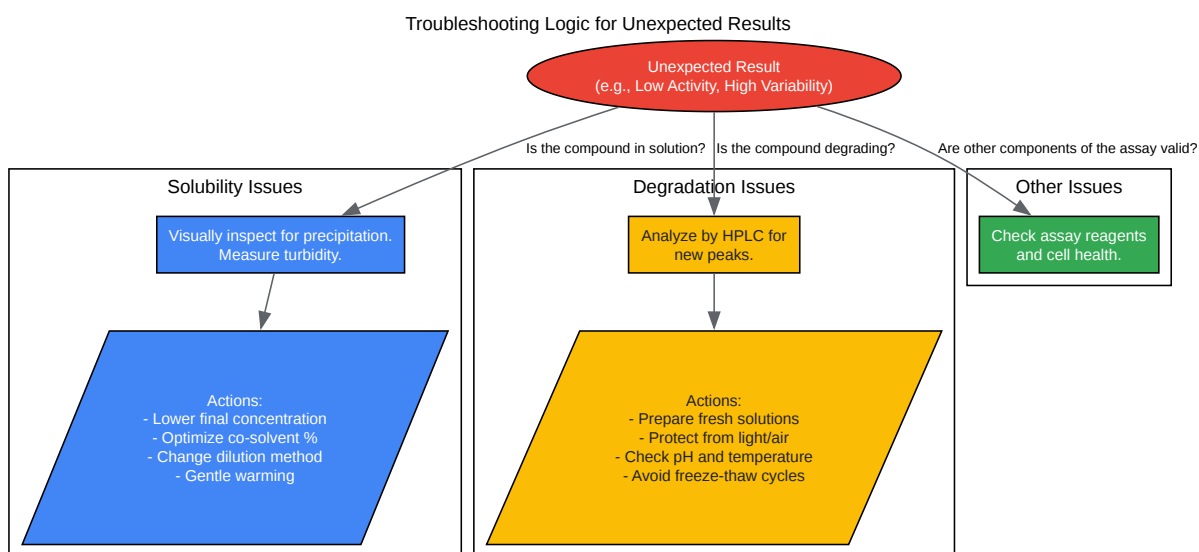 Troubleshooting Logic for Unexpected Results
Unexpected Result
(e.g., Low Activity, High Variability)
Is the compound in solution?
Is the compound degrading?
Are other components of the assay valid?
Solubility Issues
Visually inspect for precipitation.
Measure turbidity.
Actions:
- Lower final concentration
- Optimize co-solvent %
- Change dilution method
- Gentle warming
Degradation Issues
Analyze by HPLC for
new peaks.
Actions:
- Prepare fresh solutions
- Protect from light/air
- Check pH and temperature
- Avoid freeze-thaw cycles
Other Issues
Check assay reagents
and cell health.